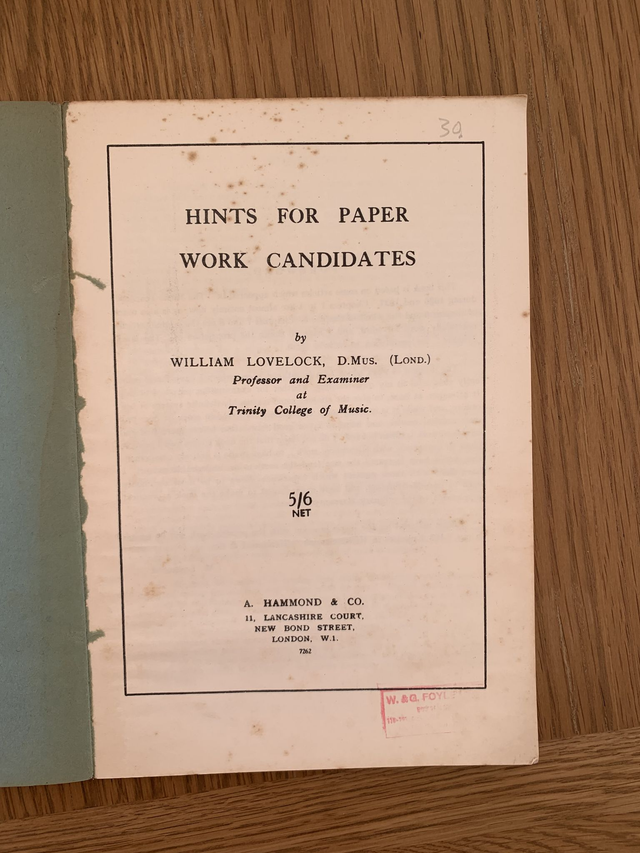 30.
HINTS FOR PAPER
WORK CANDIDATES
by
WILLIAM LOVELOCK, D.MUS. (LOND.)
Professor and Examiner
at
Trinity College of Music.
5/6
NET
A. HAMMOND & CO.
11, LANCASHIRE COURT,
NEW BOND STREET,
LONDON, W.1.
7262
W. & G. FOYLE